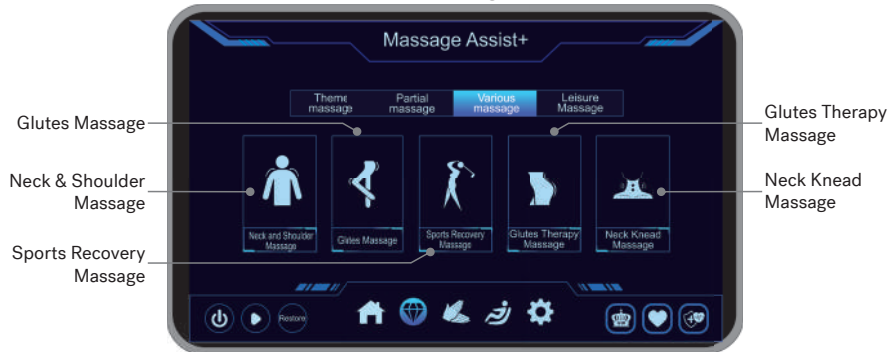 Massage Assist+
Theme massage
Partial massage
Various massage
Leisure Massage
Glutes Massage
Glutes Therapy
Massage
Neck & Shoulder
Massage
Neck Knead
Massage
Sports Recovery
Massage
Neck and Shoulder
Massage
Glutes Massage
Sports Recovery
Massage
Glutes Therapy
Massage
Neck Knead
Massage
Restore